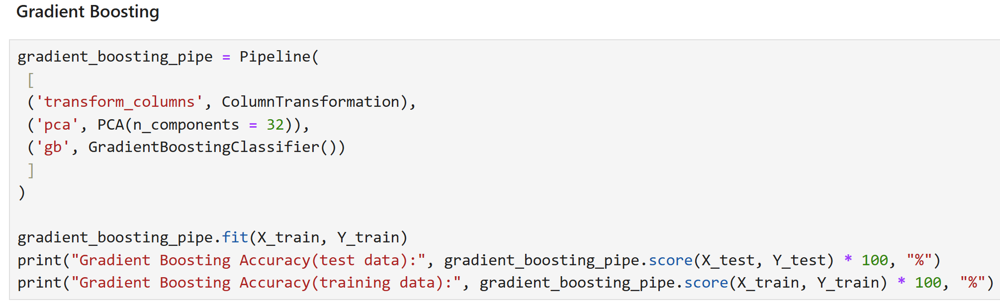 Gradient Boosting
gradient_boosting_pipe = Pipeline(
 [
 ('transform_columns', ColumnTransformation),
 ('pca', PCA(n_components = 32)),
 ('gb', GradientBoostingClassifier())
 ]
)
gradient_boosting_pipe.fit(X_train, Y_train)
print("Gradient Boosting Accuracy(test data):", gradient_boosting_pipe.score(X_test, Y_test) * 100, "%")
print("Gradient Boosting Accuracy(training data):", gradient_boosting_pipe.score(X_train, Y_train) * 100, "%")